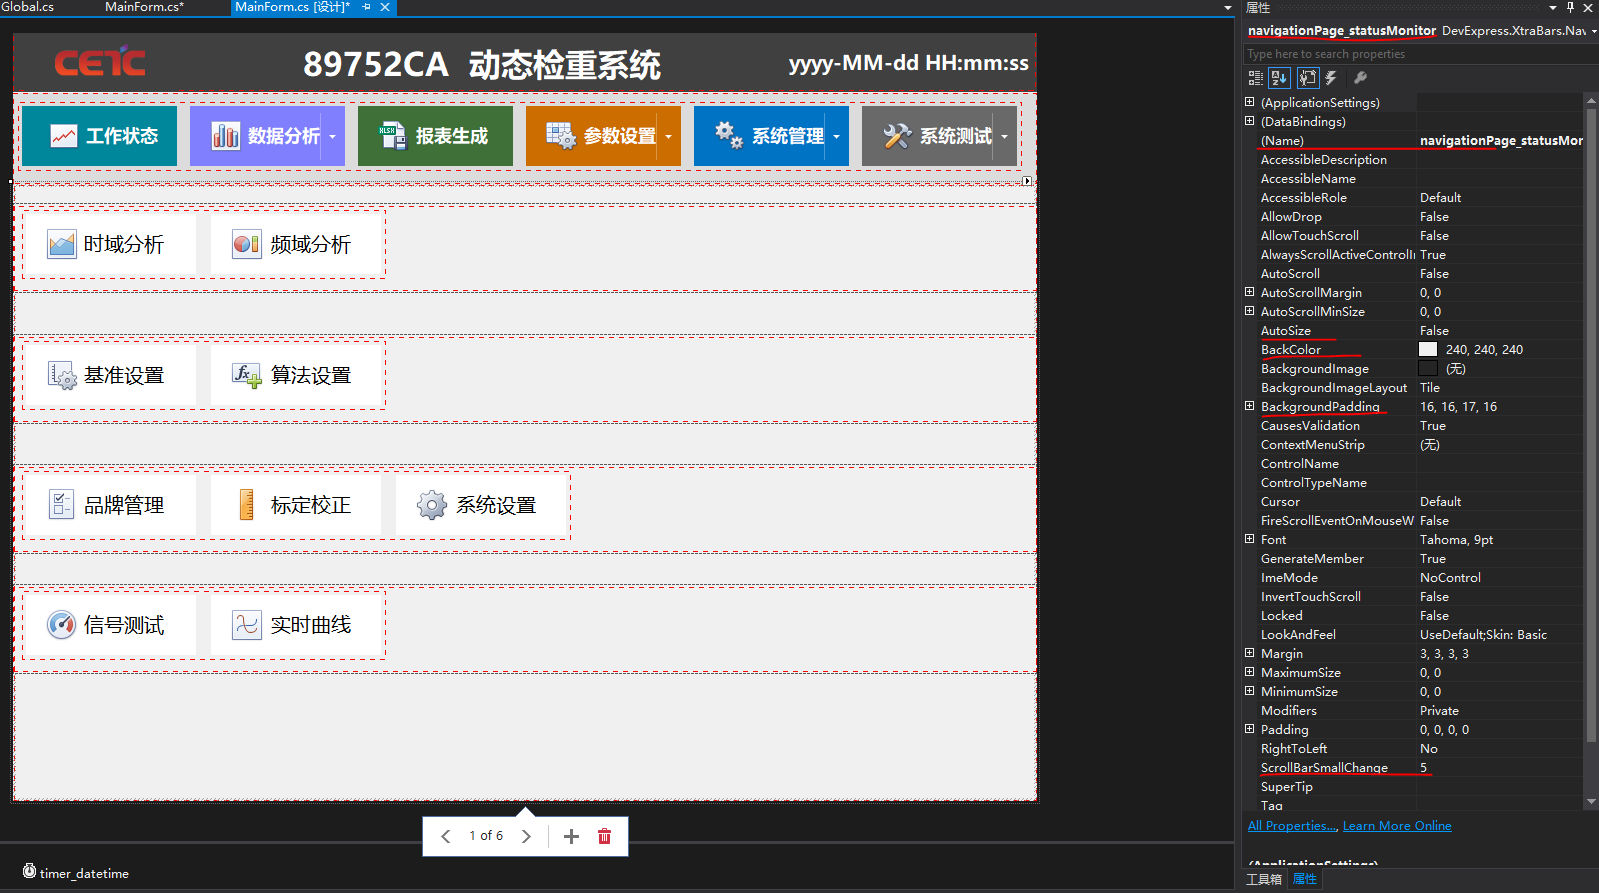 Global.cs
MainForm.cs*
MainForm.cs [设计]*
CETC
89752CA 动态检重系统
yyyy-MM-dd HH:mm:ss
工作状态
数据分析
XLSX
报表生成
参数设置
系统管理
系统测试
时域分析
频域分析
基准设置
fx
算法设置
品牌管理
标定校正
系统设置
信号测试
实时曲线
1 of 6
timer_datetime
属性
navigationPage_statusMonitor DevExpress.XtraBars.Nav
Type here to search properties
(ApplicationSettings)
(DataBindings)
(Name) navigationPage_statusMor
AccessibleDescription
AccessibleName
AccessibleRole Default
AllowDrop False
AllowTouchScroll False
AlwaysScrollActiveControlIr True
AutoScroll False
AutoScrollMargin 0, 0
AutoScrollMinSize 0, 0
AutoSize False
BackColor 240, 240, 240
BackgroundImage (无)
BackgroundImageLayout Tile
BackgroundPadding 16, 16, 17, 16
CausesValidation True
ContextMenuStrip (无)
ControlName
ControlTypeName
Cursor Default
FireScrollEventOnMouseW False
Font Tahoma, 9pt
GenerateMember True
ImeMode NoControl
InvertTouchScroll False
Locked False
LookAndFeel UseDefault;Skin: Basic
Margin 3, 3, 3, 3
MaximumSize 0, 0
MinimumSize 0, 0
Modifiers Private
Padding 0, 0, 0, 0
RightToLeft No
ScrollBarSmallChange 5
SuperTip
Tag
All Properties..., Learn More Online
(ApplicationSettings)
工具箱 属性